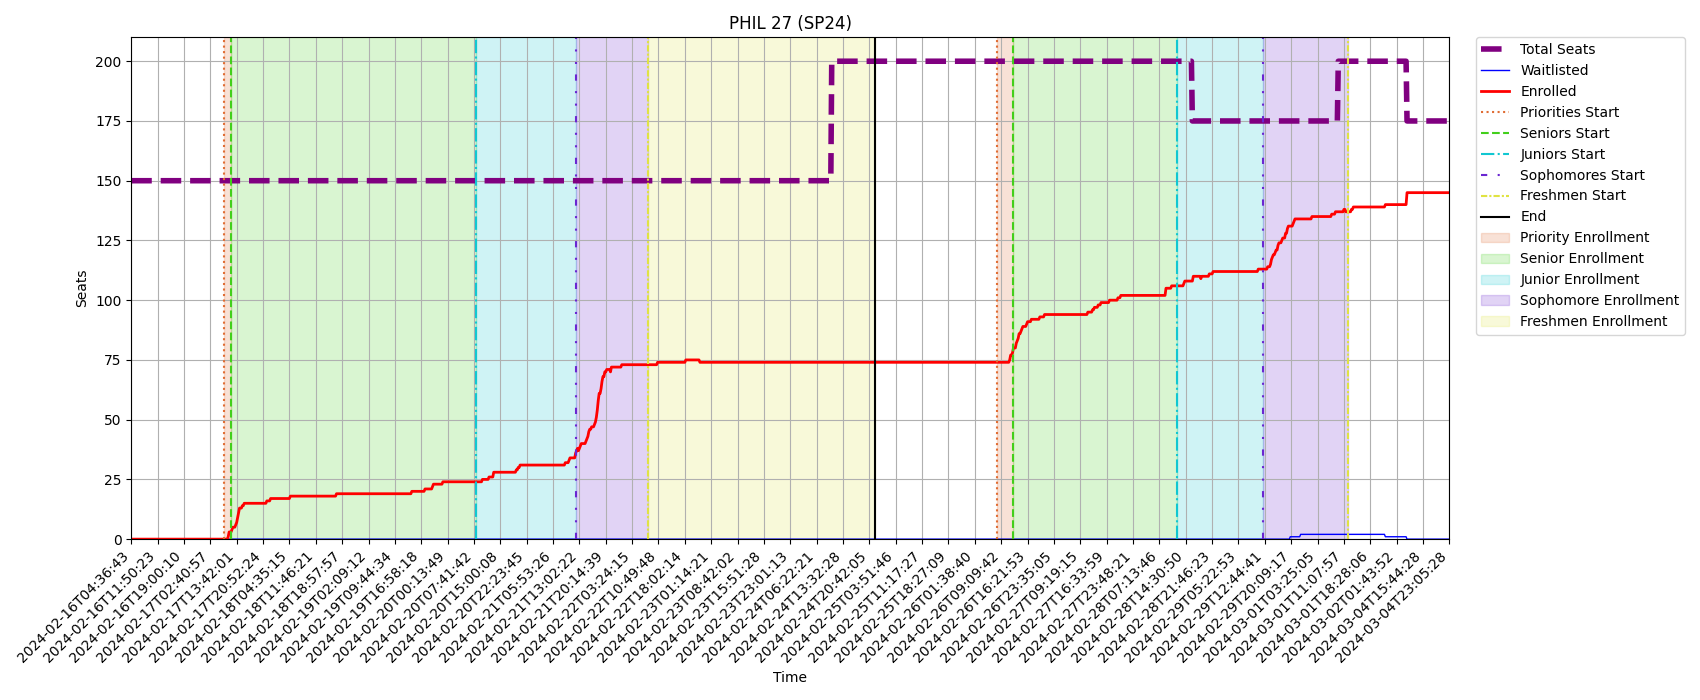 PHIL 27 (SP24)
Seats
200
175
150
125
100
75
50
25
0
2024-02-16T04:36:43
2024-02-16T11:50:23
2024-02-16T19:00:10
2024-02-17T02:40:57
2024-02-17T13:42:01
2024-02-17T20:52:24
2024-02-18T04:35:15
2024-02-18T11:46:21
2024-02-18T18:57:57
2024-02-19T02:09:12
2024-02-19T09:44:34
2024-02-19T16:58:18
2024-02-20T00:13:49
2024-02-20T07:41:42
2024-02-20T15:00:08
2024-02-20T22:23:45
2024-02-21T05:53:26
2024-02-21T13:02:22
2024-02-21T20:14:39
2024-02-22T03:24:15
2024-02-22T10:49:48
2024-02-22T18:02:14
2024-02-23T01:14:21
2024-02-23T08:42:02
2024-02-23T15:51:28
2024-02-23T23:01:13
2024-02-24T06:22:21
2024-02-24T13:32:28
2024-02-24T20:42:05
2024-02-25T03:51:46
2024-02-25T11:17:27
2024-02-25T18:27:09
2024-02-26T01:38:40
2024-02-26T09:09:42
2024-02-26T16:21:53
2024-02-26T23:35:05
2024-02-27T09:19:15
2024-02-27T16:33:59
2024-02-27T23:48:21
2024-02-28T07:13:46
2024-02-28T14:30:50
2024-02-28T21:46:23
2024-02-29T05:22:53
2024-02-29T12:44:41
2024-02-29T20:09:17
2024-03-01T03:25:05
2024-03-01T11:07:57
2024-03-01T18:28:06
2024-03-02T01:43:52
2024-03-04T15:44:28
2024-03-04T23:05:28
Time
Total Seats
Waitlisted
Enrolled
Priorities Start
Seniors Start
Juniors Start
Sophomores Start
Freshmen Start
End
Priority Enrollment
Senior Enrollment
Junior Enrollment
Sophomore Enrollment
Freshmen Enrollment